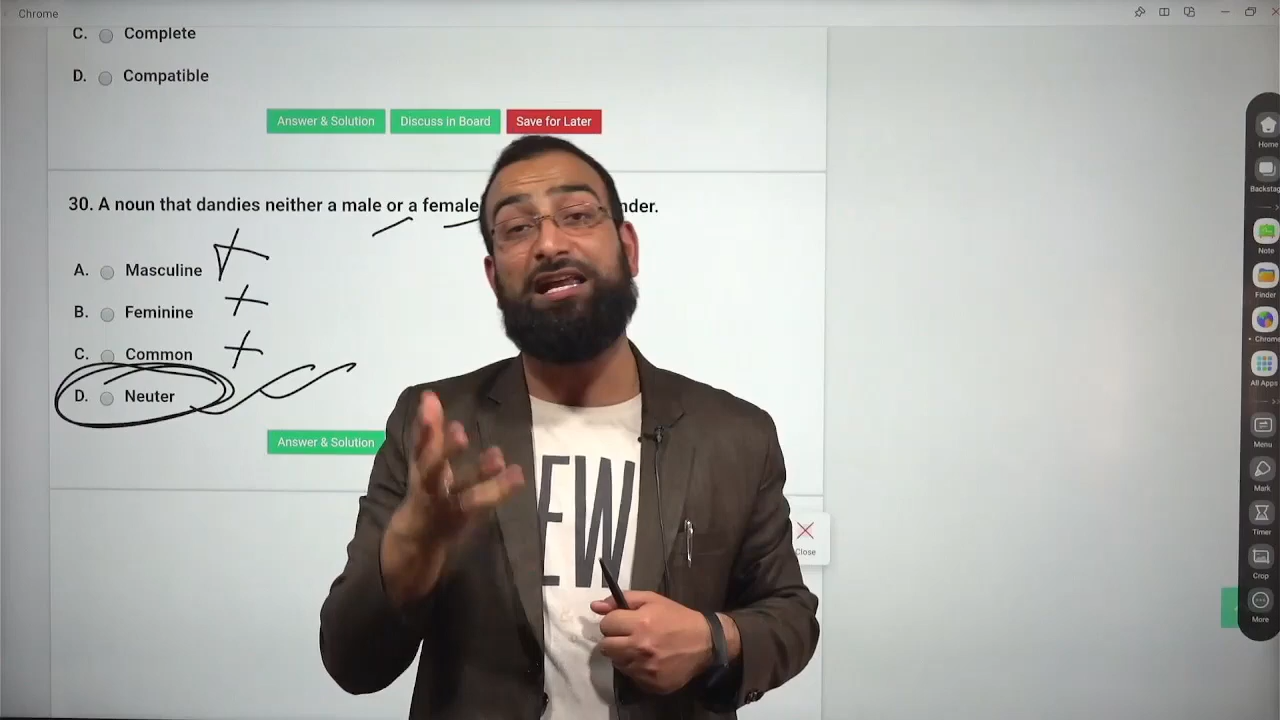 Chrome
C. Complete
D. Compatible
Answer & Solution Discuss in Board Save for Later
30. A noun that dandies neither a male or a female nder.
A. Masculine
B. Feminine
C. Common
D. Neuter
Answer & Solution
EW
Close
Home
Backstag
Note
Finder
Chrome
All Apps
Menu
Mark
Timer
Crop
More